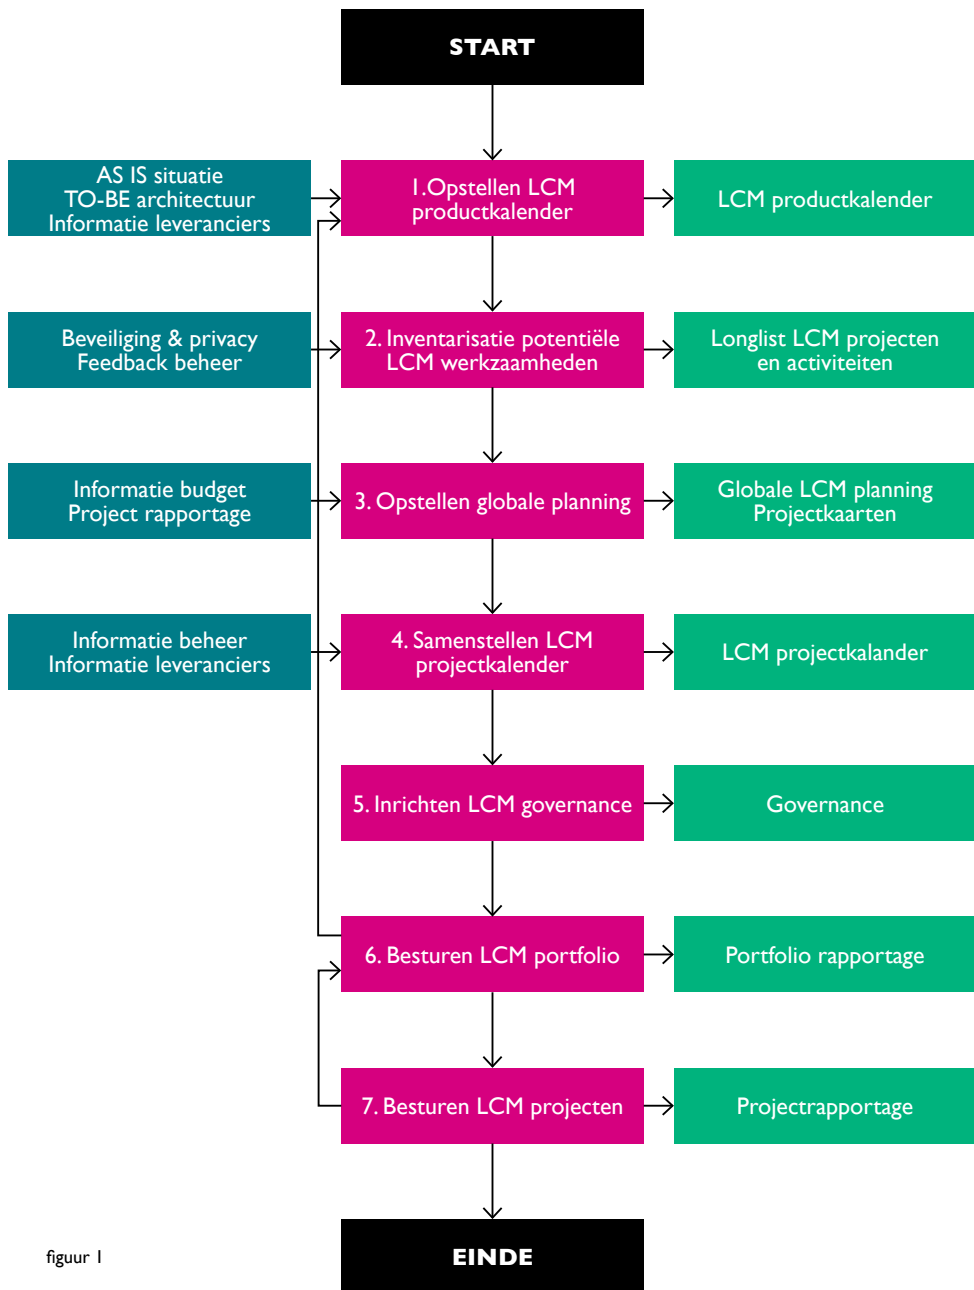 START
AS IS situatie
TO-BE architectuur
Informatie leveranciers
1.Opstellen LCM
productkalender
LCM productkalender
Beveiliging & privacy
Feedback beheer
2. Inventarisatie potentiële
LCM werkzaamheden
Longlist LCM projecten
en activiteiten
Informatie budget
Project rapportage
3. Opstellen globale planning
Globale LCM planning
Projectkaarten
Informatie beheer
Informatie leveranciers
4. Samenstellen LCM
projectkalender
LCM projectkalander
5. Inrichten LCM governance
Governance
6. Besturen LCM portfolio
Portfolio rapportage
7. Besturen LCM projecten
Projectrapportage
EINDE
figuur 1